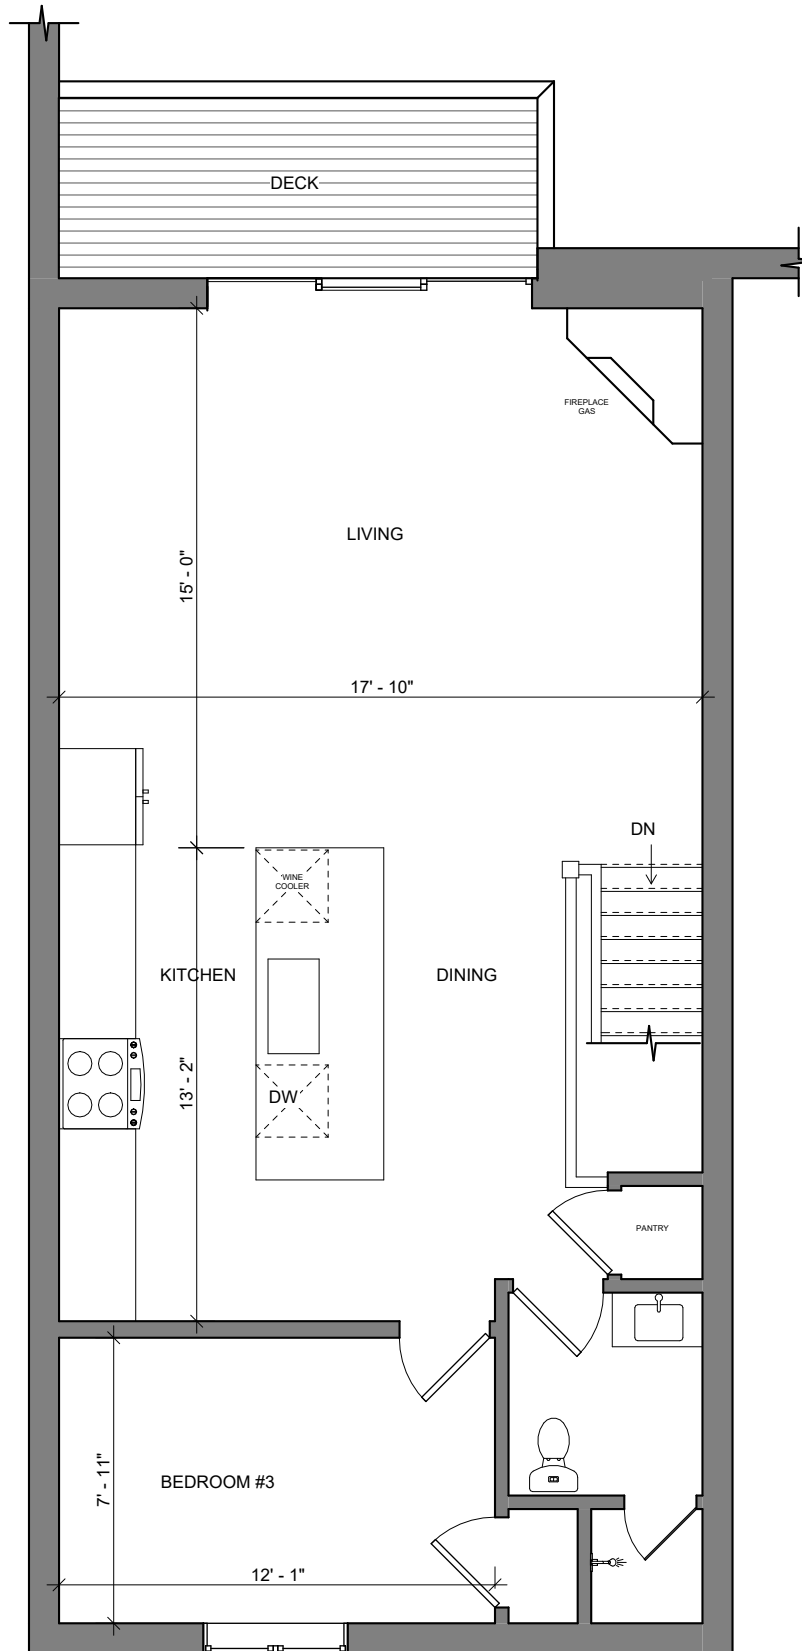 DECK
FIREPLACE
GAS
LIVING
15' - 0"
17' - 10"
DN
WINE
COOLER
KITCHEN
DINING
13' - 2"
DW
PANTRY
7' - 11"
BEDROOM #3
12' - 1"